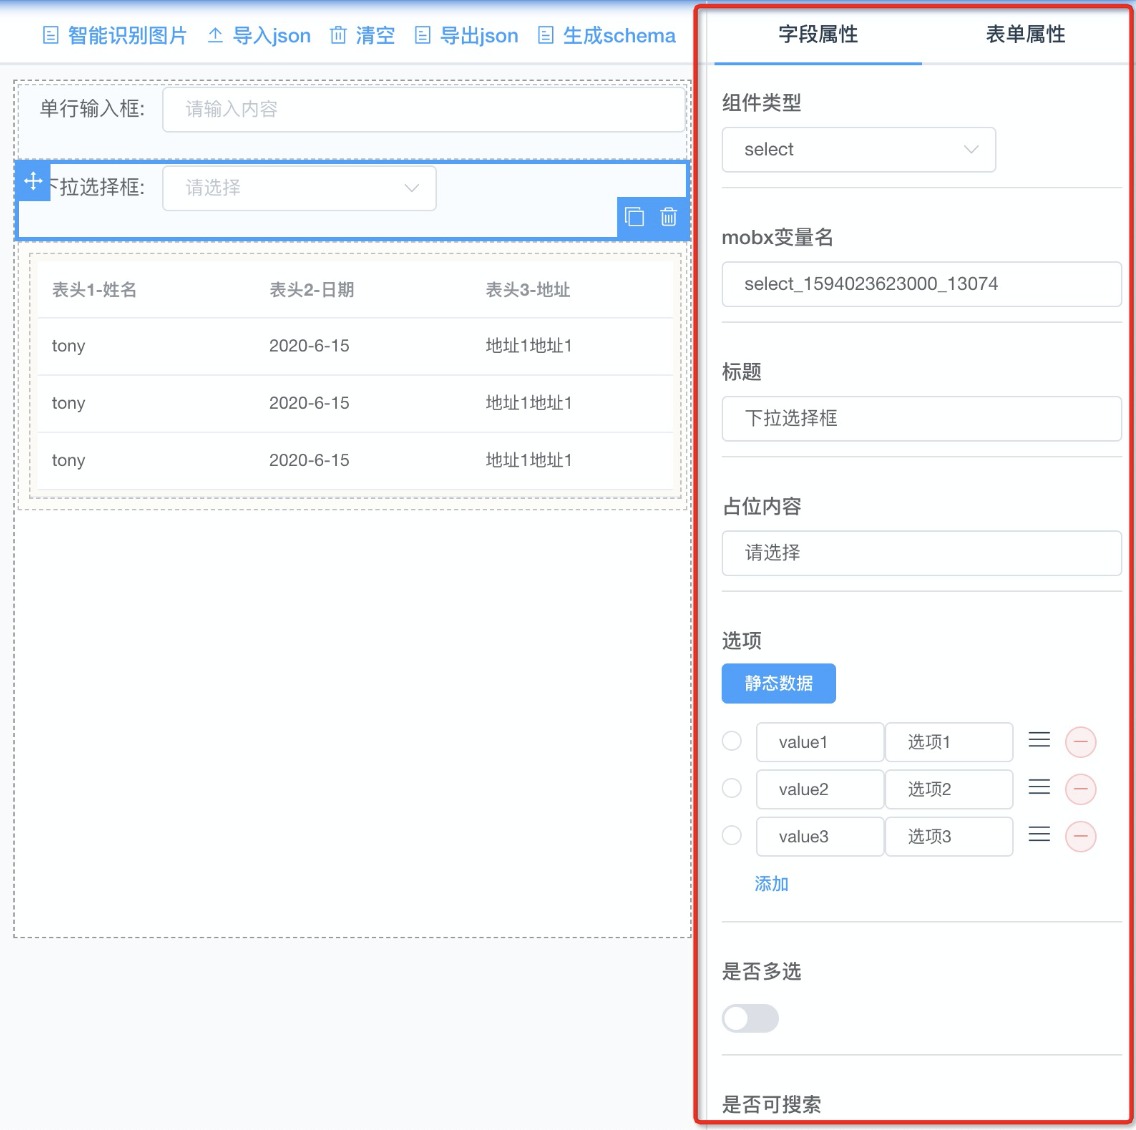 智能识别图片 导入json 清空 导出json 生成schema
单行输入框: 请输入内容
下拉选择框: 请选择
表头1-姓名 表头2-日期 表头3-地址
tony 2020-6-15 地址1地址1
tony 2020-6-15 地址1地址1
tony 2020-6-15 地址1地址1
字段属性 表单属性
组件类型
select
mobx变量名
select_1594023623000_13074
标题
下拉选择框
占位内容
请选择
选项
静态数据
value1 选项1
value2 选项2
value3 选项3
添加
是否多选
是否可搜索